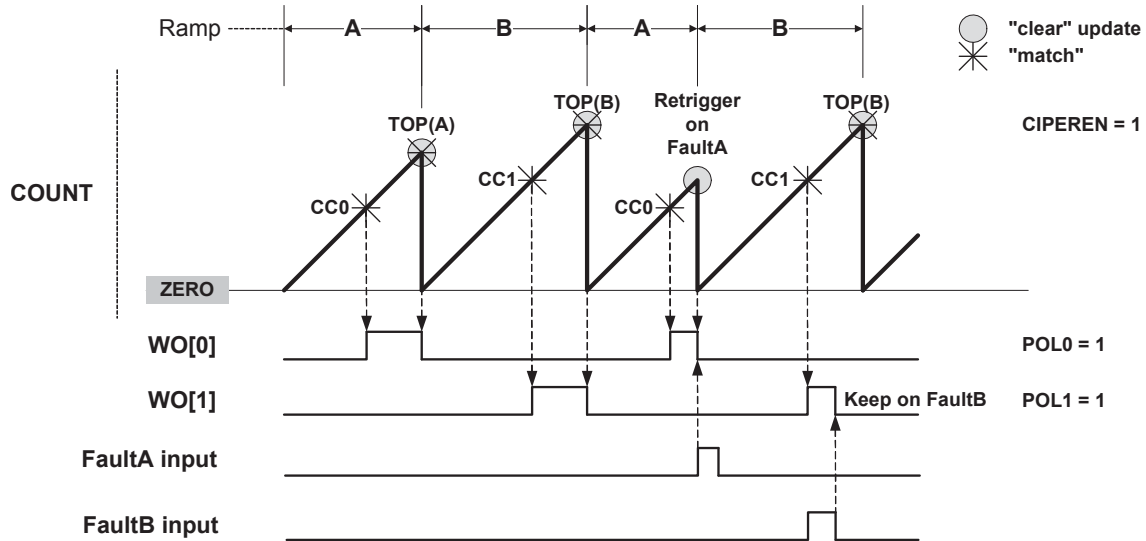 Ramp A B A B
"clear" update
"match"
TOP(A)
TOP(B)
Retrigger
on
FaultA
TOP(B)
CIPEREN = 1
COUNT
CC0
CC1
CC0
CC1
ZERO
WO[0]
POL0 = 1
WO[1]
Keep on FaultB
POL1 = 1
FaultA input
FaultB input